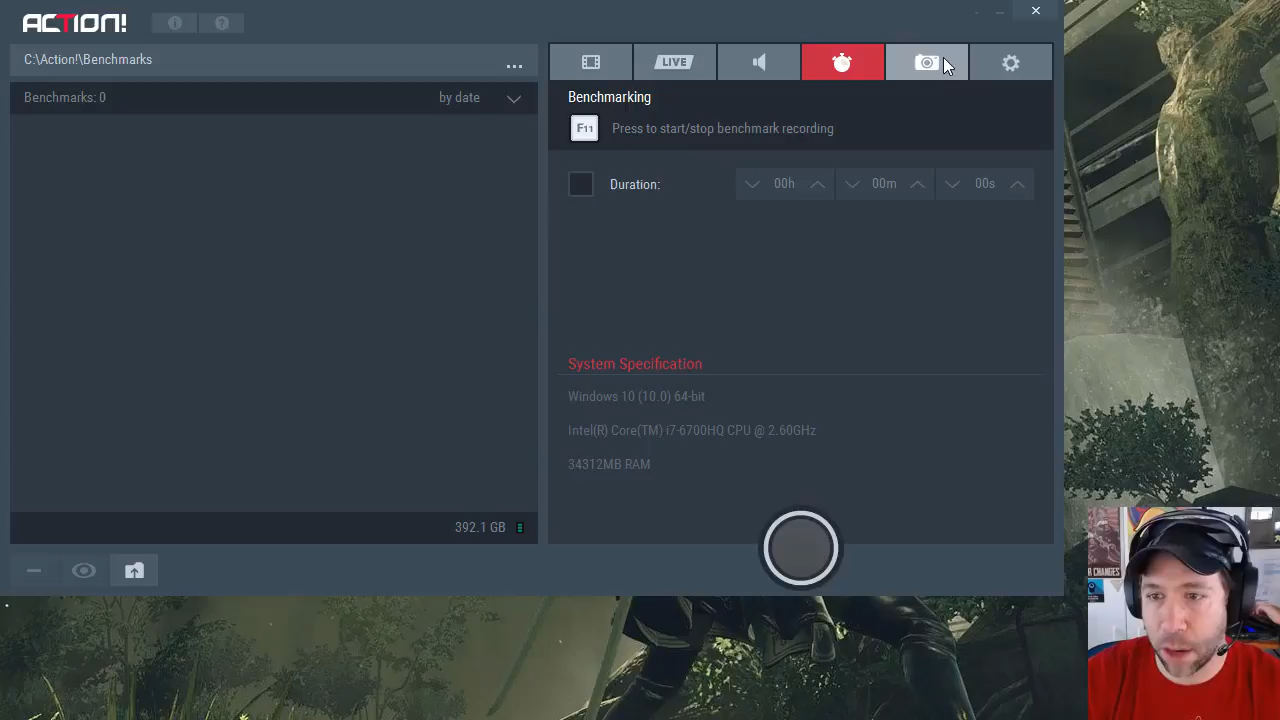 ACTION!
C:\Action!\Benchmarks
...
LIVE
Benchmarks: 0
by date
Benchmarking
F11
Press to start/stop benchmark recording
Duration:
00h
00m
00s
System Specification
Windows 10 (10.0) 64-bit
Intel(R) Core(TM) i7-6700HQ CPU @ 2.60GHz
34312MB RAM
392.1 GB
R CHANGES